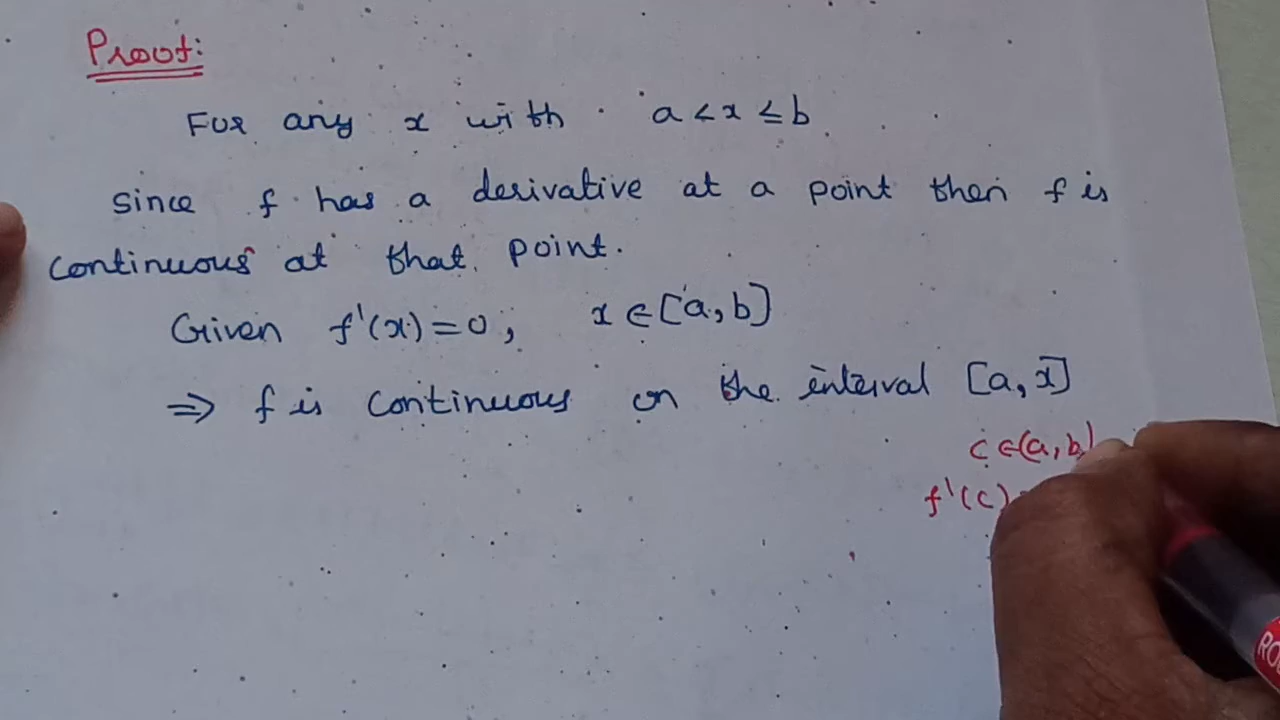 Proof:
For any x with a < x ≤ b
since f has a derivative at a point then f is
continuous at that point.
Given f'(x) = 0, x ∈ [a, b]
⇒ f is continuous on the interval [a, x]
c ∈ (a, b)
f'(c)